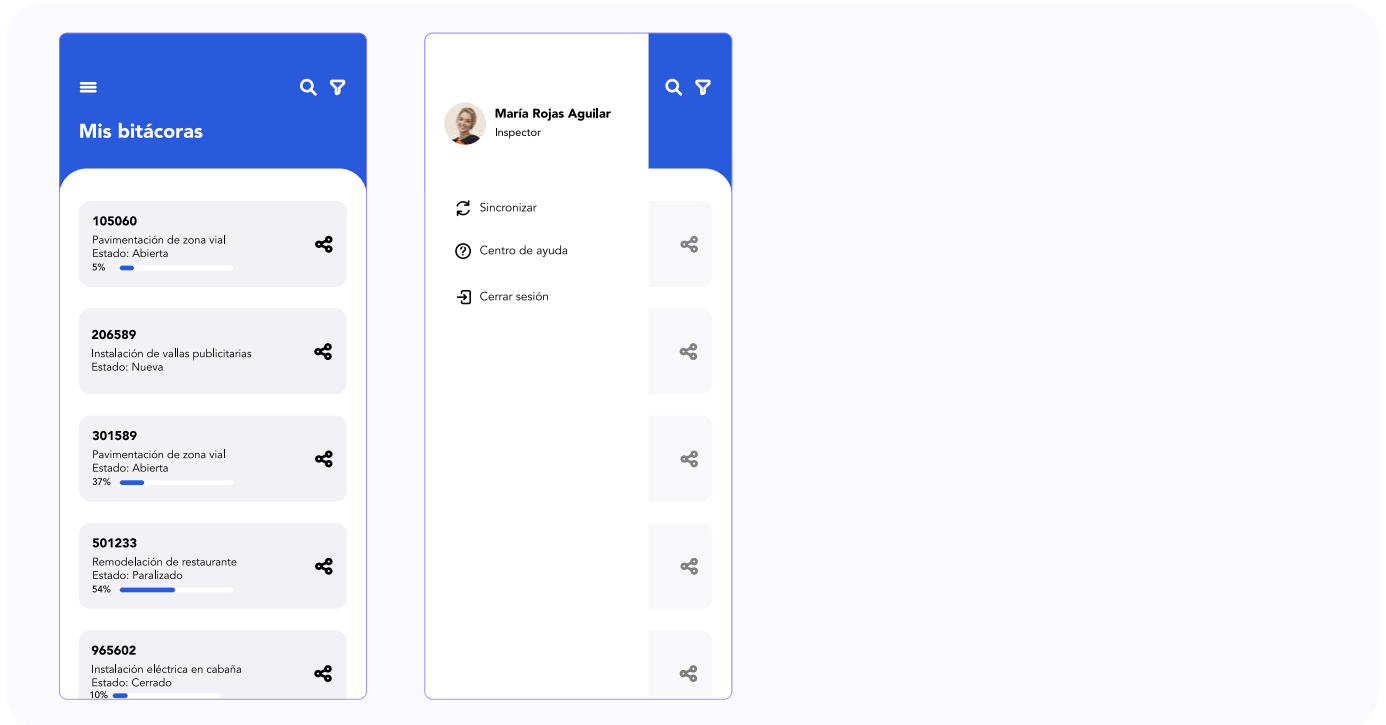 Mis bitácoras
105060
Pavimentación de zona vial
Estado: Abierta
5%
206589
Instalación de vallas publicitarias
Estado: Nueva
301589
Pavimentación de zona vial
Estado: Abierta
37%
501233
Remodelación de restaurante
Estado: Paralizado
54%
965602
Instalación eléctrica en cabaña
Estado: Cerrado
10%
María Rojas Aguilar
Inspector
Sincronizar
Centro de ayuda
Cerrar sesión